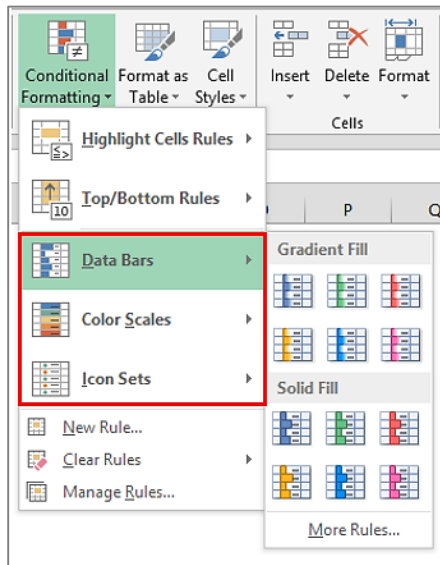 Conditional Format as Cell Insert Delete Format
Formatting Table Styles
Cells
Highlight Cells Rules
Top/Bottom Rules
10
P Q
Data Bars
Gradient Fill
Color Scales
Icon Sets
Solid Fill
New Rule...
Clear Rules
Manage Rules...
More Rules...